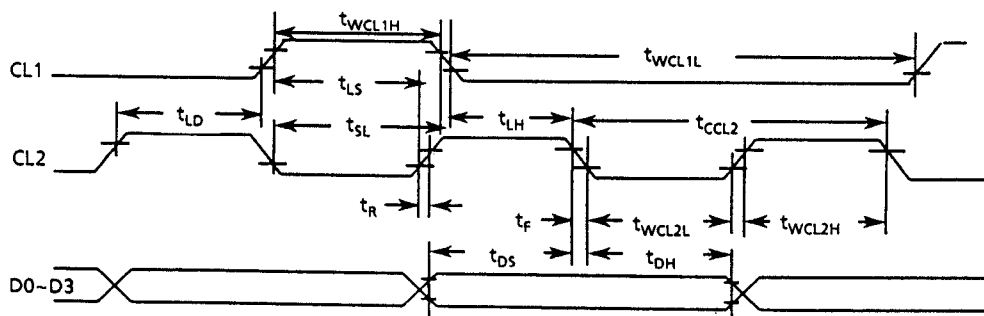 tWCL1H
CL1
tWCL1L
tLS
tLD
tSL
tLH
tCCL2
CL2
tR
tF
tWCL2L
tWCL2H
tDS
tDH
D0~D3